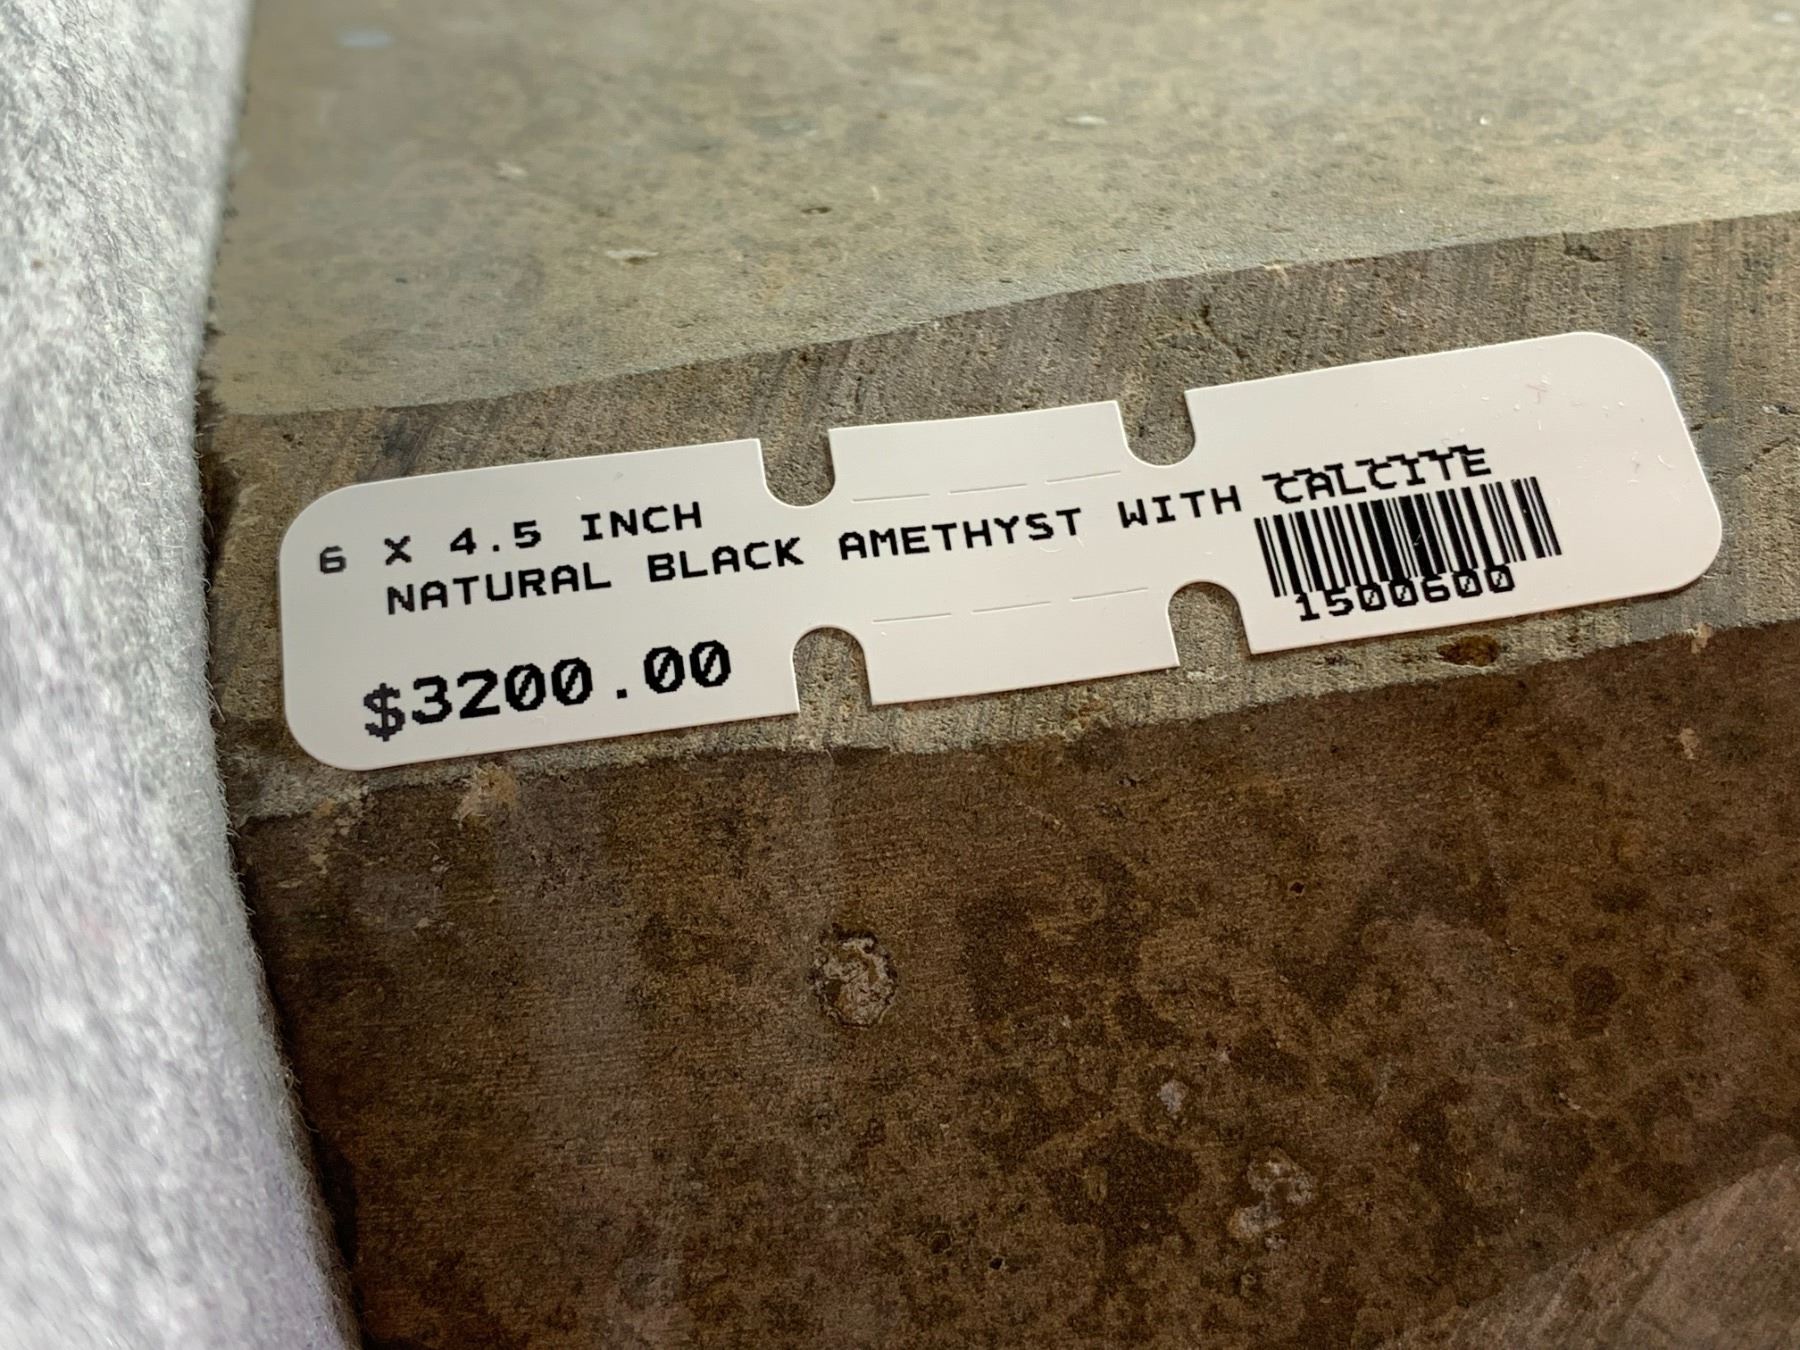 6 X 4.5 INCH
NATURAL BLACK AMETHYST WITH CALCITE
$3200.00
1500600